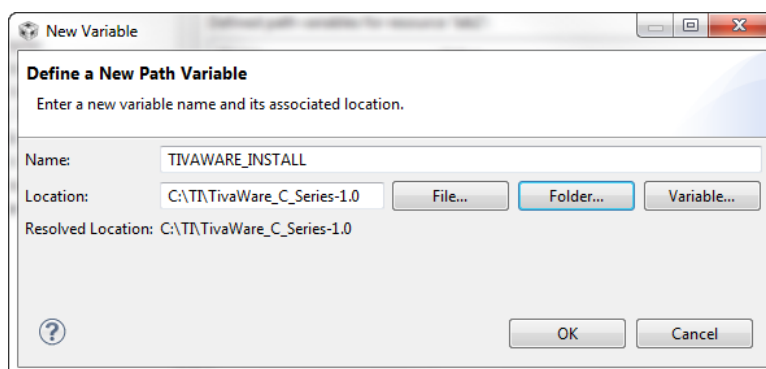 New Variable
Define a New Path Variable
Enter a new variable name and its associated location.
Name: TIVAWARE_INSTALL
Location: C:\TI\TivaWare_C_Series-1.0 File... Folder... Variable...
Resolved Location: C:\TI\TivaWare_C_Series-1.0
OK Cancel